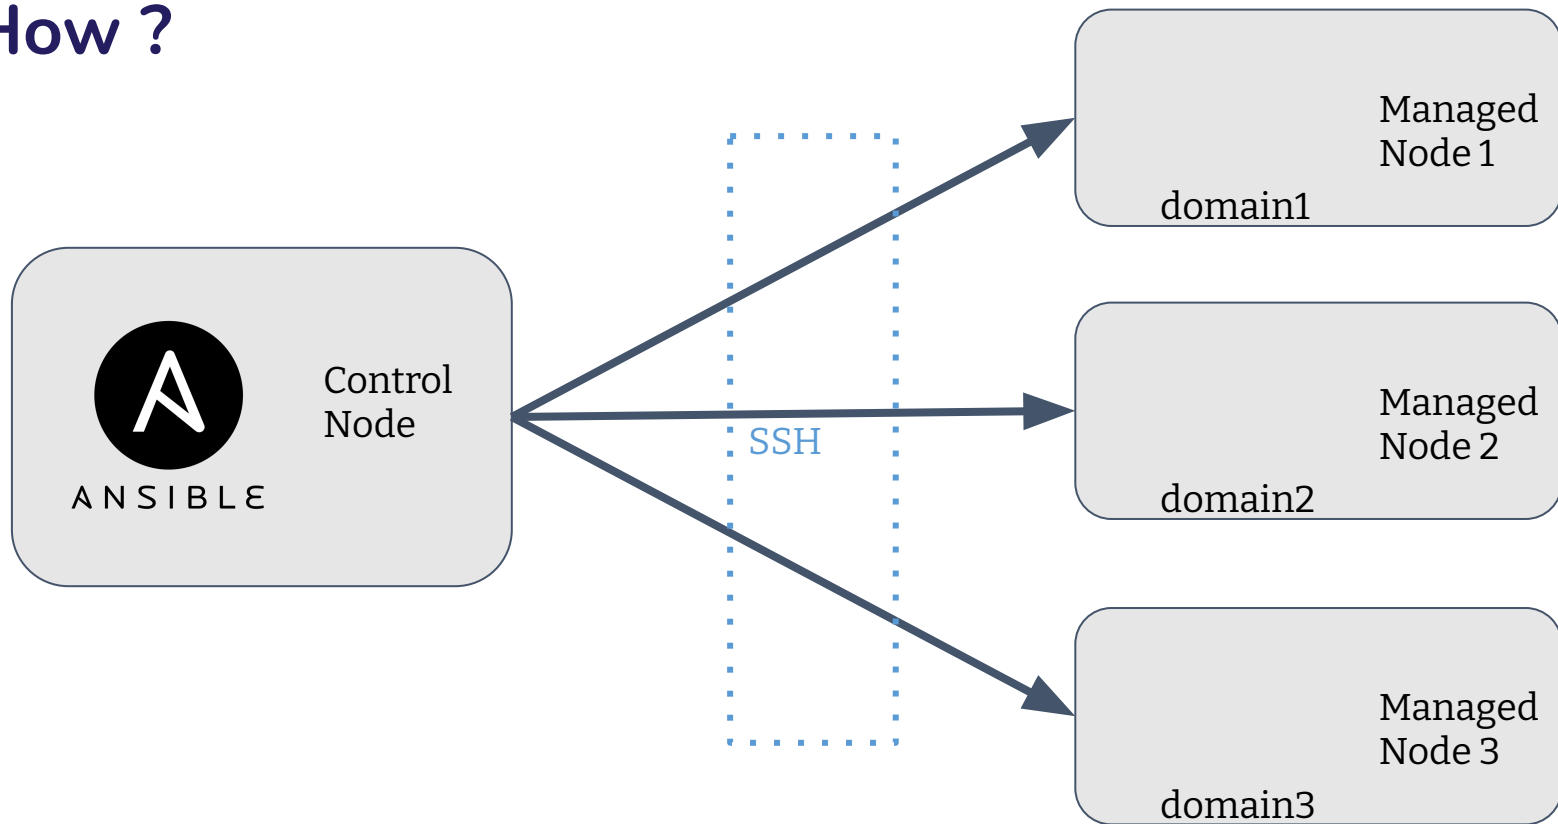 How ?
Managed
Node 1
domain1
Control
Node
ANSIBLE
SSH
Managed
Node 2
domain2
Managed
Node 3
domain3